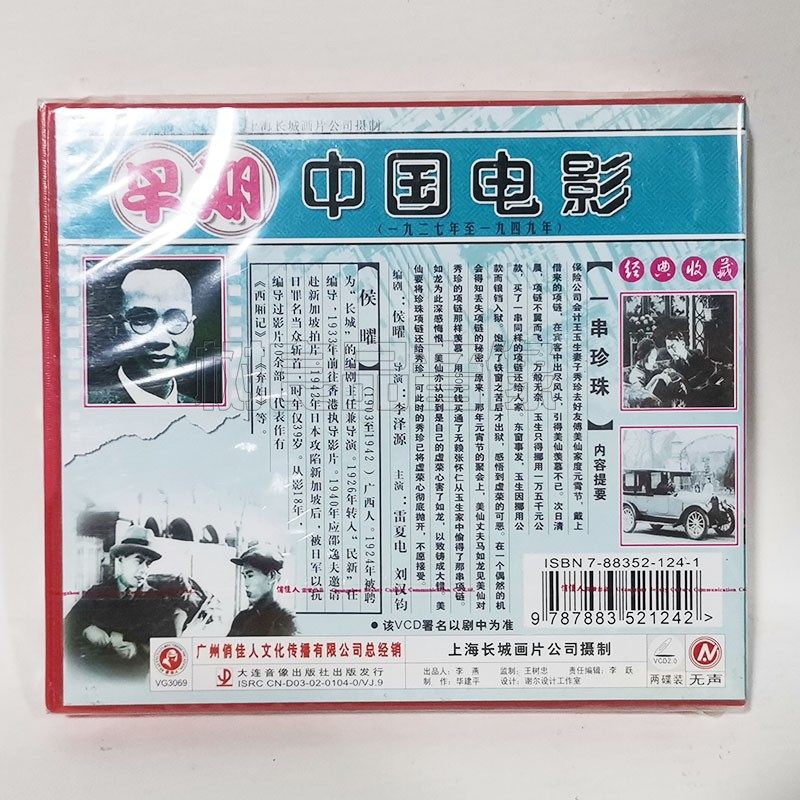 上海长城画片公司摄制
早期 中国电影
(一九二七年至一九四九年)
经典收藏
【一串珍珠】 内容提要
保险公司会计王玉生妻子秀珍去好友傅美仙家度元宵节，戴上
借来的项链，在宾客中出尽风头，引得美仙羡慕不已。次日清
晨，项链不翼而飞，万般无奈，玉生只得挪用一万五千元公
款，买了一串同样的项链还给人家。东窗事发，玉生因挪用公
款而锒铛入狱。饱尝了铁窗之苦后才出狱，感悟到虚荣的可恶。在一个偶然的机
会得知丢失项链的秘密：原来，那年元宵节的聚会上，美仙丈夫马如龙见美仙对
秀珍的项链那样羡慕，用500元钱买通了无赖张怀仁从玉生家中偷得了那串项链。
如龙为此深感悔恨，美仙亦认识到是自己的虚荣心害了如龙，以致铸成大错，美
仙要将珍珠项链还给秀珍，可此时的秀珍已将虚荣心彻底抛开，不愿接受。
编剧：侯曜 导演：李泽源 主演：雷夏电 刘汉钧
侯曜
(1903至1942) 广西人。1924年被聘
为“长城”的编剧主任兼导演。1926年转入“民新”任
编导，1933年前往香港执导影片。1940年应邵逸夫邀请
赴新加坡拍片。1942年日本攻陷新加坡后，被日军以抗
日罪名当众斩首，时年仅39岁。从影18年，
编导过影片20余部，代表作有
《西厢记》、《弃妇》等。
ISBN 7-88352-124-1
9 787883 521242 >
● 该VCD署名以剧中为准
VG3069
广州俏佳人文化传播有限公司总经销
大连音像出版社出版发行
ISRC CN-D03-02-0104-0/VJ.9
上海长城画片公司摄制
出品人：李 燕 监制：王树忠 责任编辑：李 跃
制作：华建平 设计：谢尔设计工作室
VCD2.0
两碟装
无声